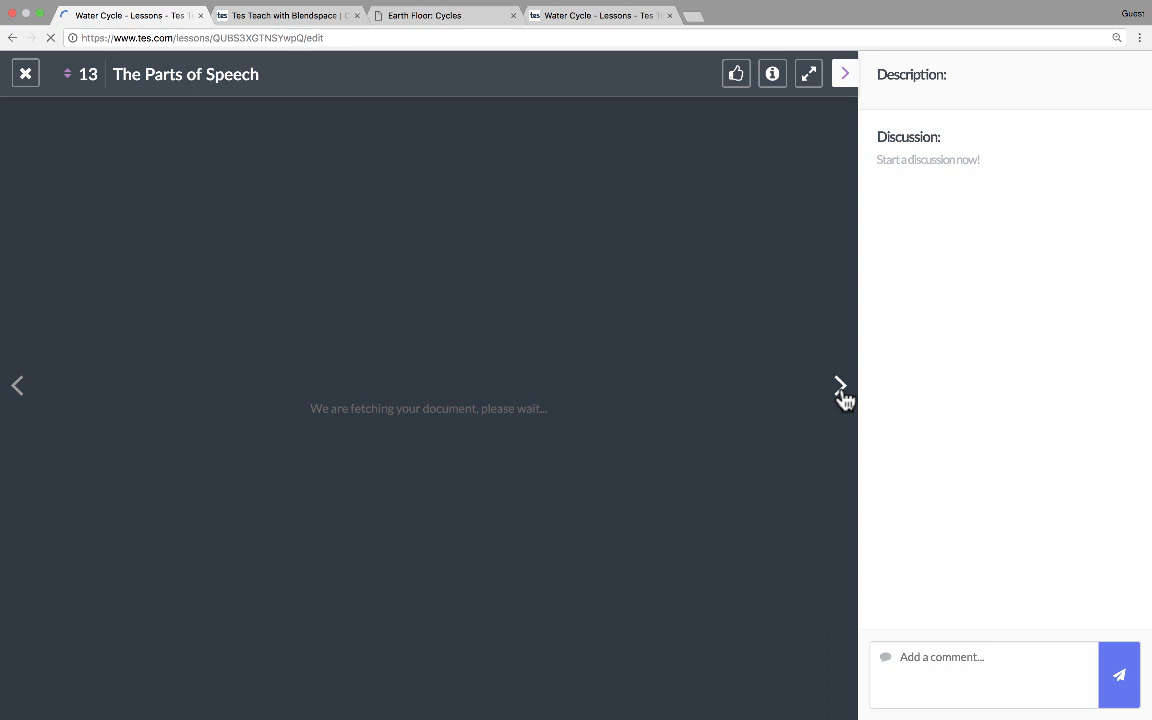 Water Cycle - Lessons - Tes T
Tes Teach with Blendspace |
Earth Floor: Cycles
Water Cycle - Lessons - Tes T
Guest
https://www.tes.com/lessons/QUBS3XGTNSYwpQ/edit
13 The Parts of Speech
Description:
Discussion:
Start a discussion now!
We are fetching your document, please wait...
Add a comment...